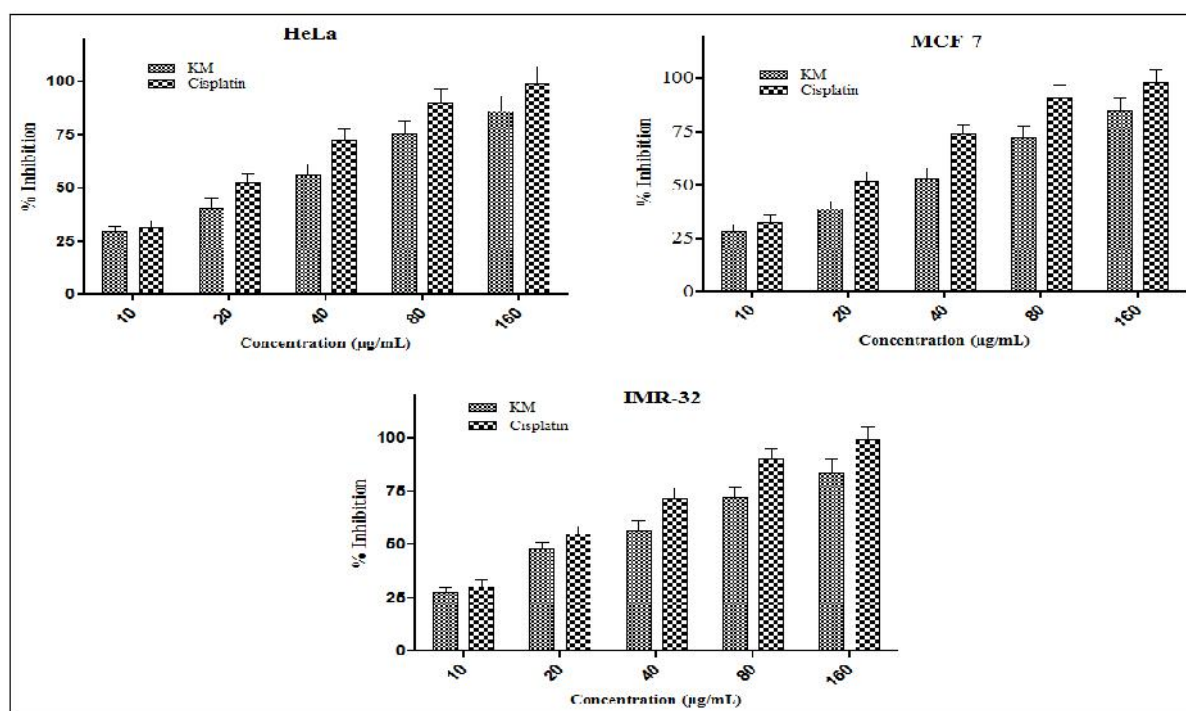 HeLa
KM
Cisplatin
100
75
50
25
0
% Inhibition
10
20
40
80
160
Concentration (µg/mL)
MCF 7
KM
Cisplatin
100
75
50
25
0
% Inhibition
10
20
40
80
160
Concentration (µg/mL)
IMR-32
KM
Cisplatin
100
75
50
25
0
% Inhibition
10
20
40
80
160
Concentration (µg/mL)